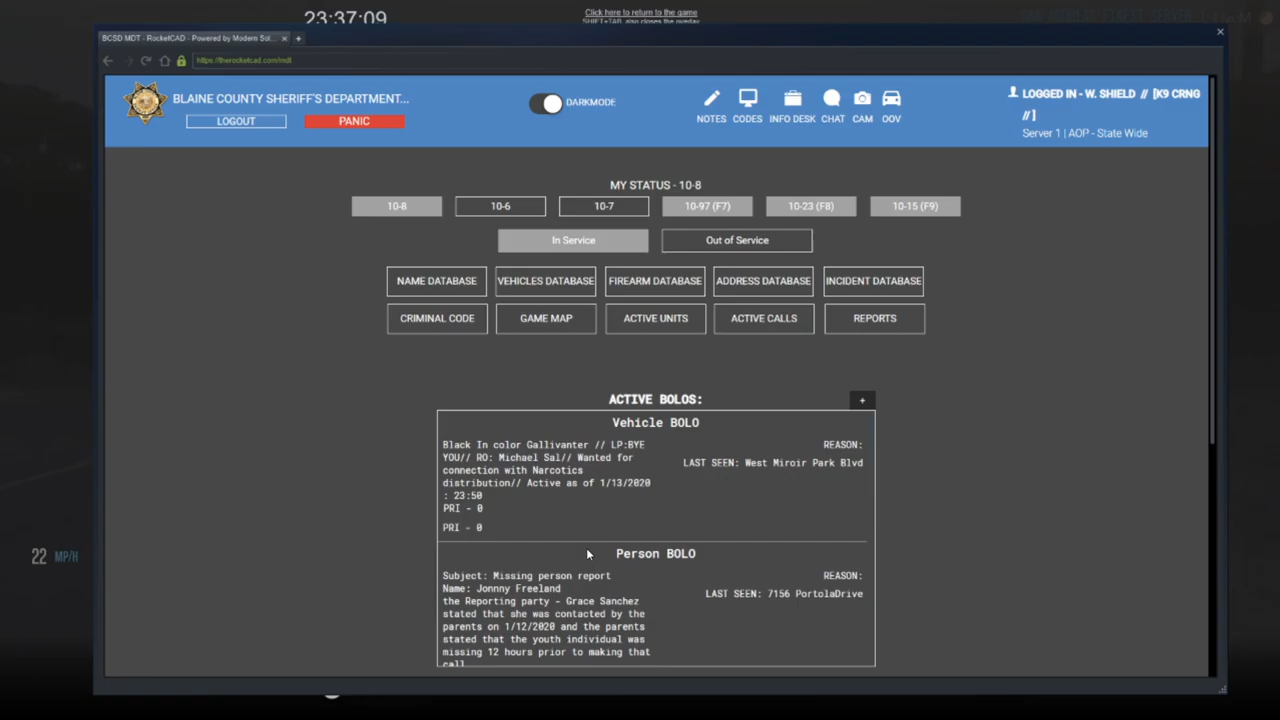 23:37:09
Click here to return to the game
SHIFT+TAB also closes the overlay
BCSD MDT - RocketCAD - Powered by Modern Sol...
https://therocketcad.com/mdt
BLAINE COUNTY SHERIFF'S DEPARTMENT...
LOGOUT
PANIC
DARKMODE
NOTES
CODES
INFO DESK
CHAT
CAM
OOV
LOGGED IN - W. SHIELD // [K9 CRNG
//]
Server 1 | AOP - State Wide
MY STATUS - 10-8
10-8
10-6
10-7
10-97 (F7)
10-23 (F8)
10-15 (F9)
In Service
Out of Service
NAME DATABASE
VEHICLES DATABASE
FIREARM DATABASE
ADDRESS DATABASE
INCIDENT DATABASE
CRIMINAL CODE
GAME MAP
ACTIVE UNITS
ACTIVE CALLS
REPORTS
ACTIVE BOLOS:
+
Vehicle BOLO
Black In color Gallivanter // LP:BYE
YOU// RO: Michael Sal// Wanted for
connection with Narcotics
distribution// Active as of 1/13/2020
: 23:50
PRI - 0
PRI - 0
REASON:
LAST SEEN: West Miroir Park Blvd
Person BOLO
Subject: Missing person report
Name: Jonny Freeland
the Reporting party - Grace Sanchez
stated that she was contacted by the
parents on 1/12/2020 and the parents
stated that the youth individual was
missing 12 hours prior to making that
call
REASON:
LAST SEEN: 7156 PortolaDrive
22 MP/H